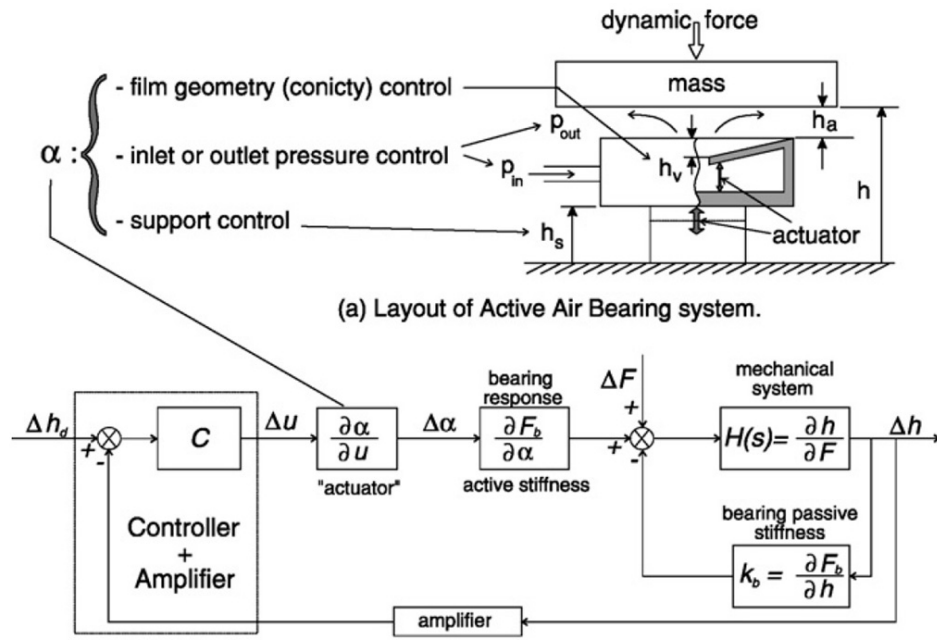 dynamic force
mass
α :
- film geometry (conicty) control
- inlet or outlet pressure control
- support control
p_out
p_in
h_a
h_v
h
h_s
actuator
(a) Layout of Active Air Bearing system.
Δh_d
+
-
C
Δu
∂α
∂u
"actuator"
Δα
bearing
response
∂F_b
∂α
active stiffness
ΔF
+
+
-
mechanical
system
H(s)= ∂h
∂F
Δh
Controller
+
Amplifier
bearing passive
stiffness
k_b = ∂F_b
∂h
amplifier